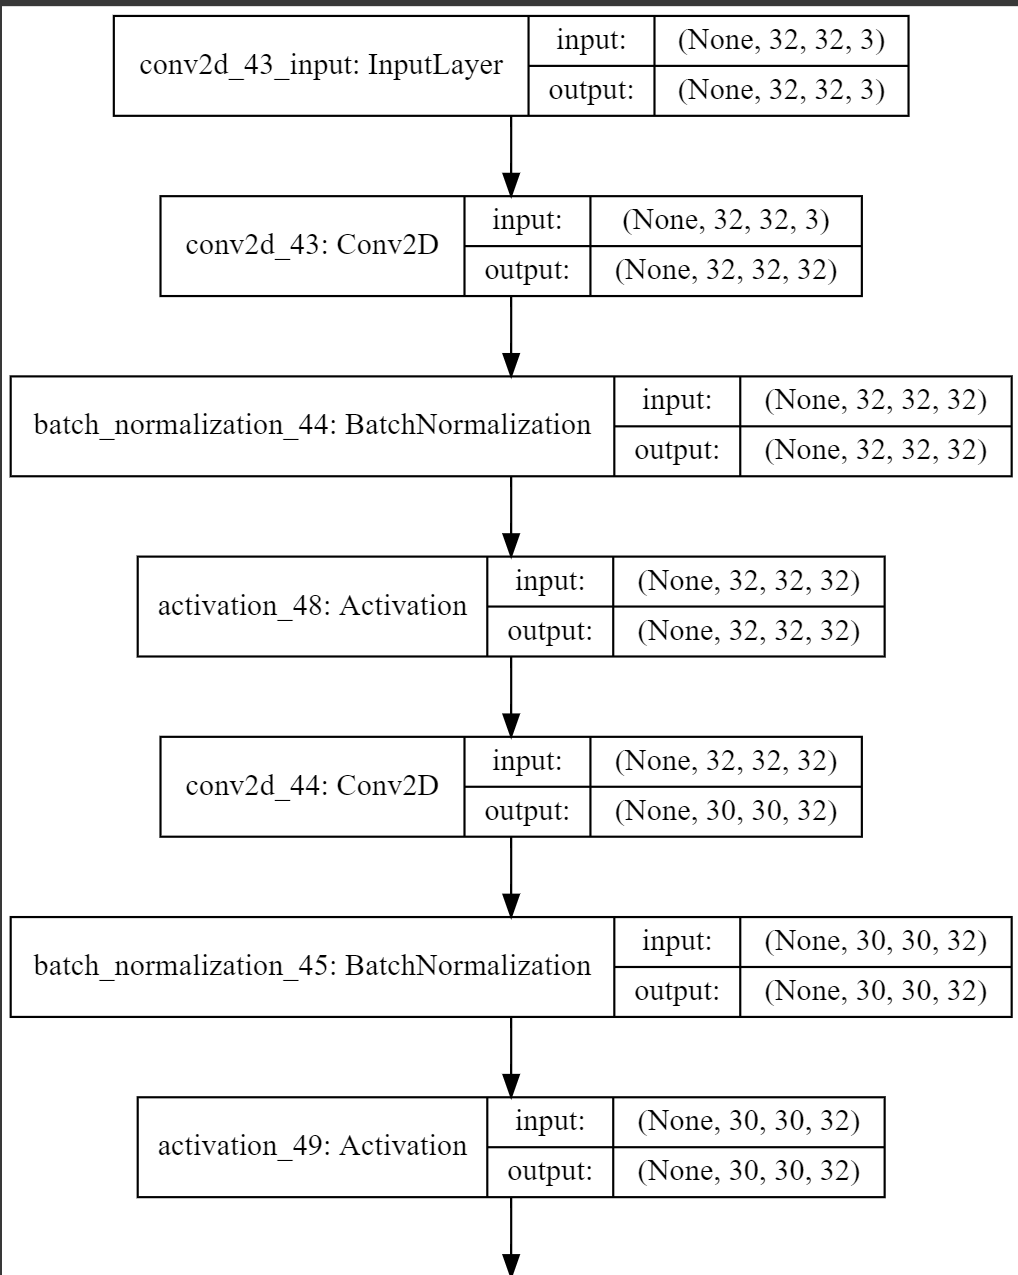 conv2d_43_input: InputLayer
input: (None, 32, 32, 3)
output: (None, 32, 32, 3)
conv2d_43: Conv2D
input: (None, 32, 32, 3)
output: (None, 32, 32, 32)
batch_normalization_44: BatchNormalization
input: (None, 32, 32, 32)
output: (None, 32, 32, 32)
activation_48: Activation
input: (None, 32, 32, 32)
output: (None, 32, 32, 32)
conv2d_44: Conv2D
input: (None, 32, 32, 32)
output: (None, 30, 30, 32)
batch_normalization_45: BatchNormalization
input: (None, 30, 30, 32)
output: (None, 30, 30, 32)
activation_49: Activation
input: (None, 30, 30, 32)
output: (None, 30, 30, 32)